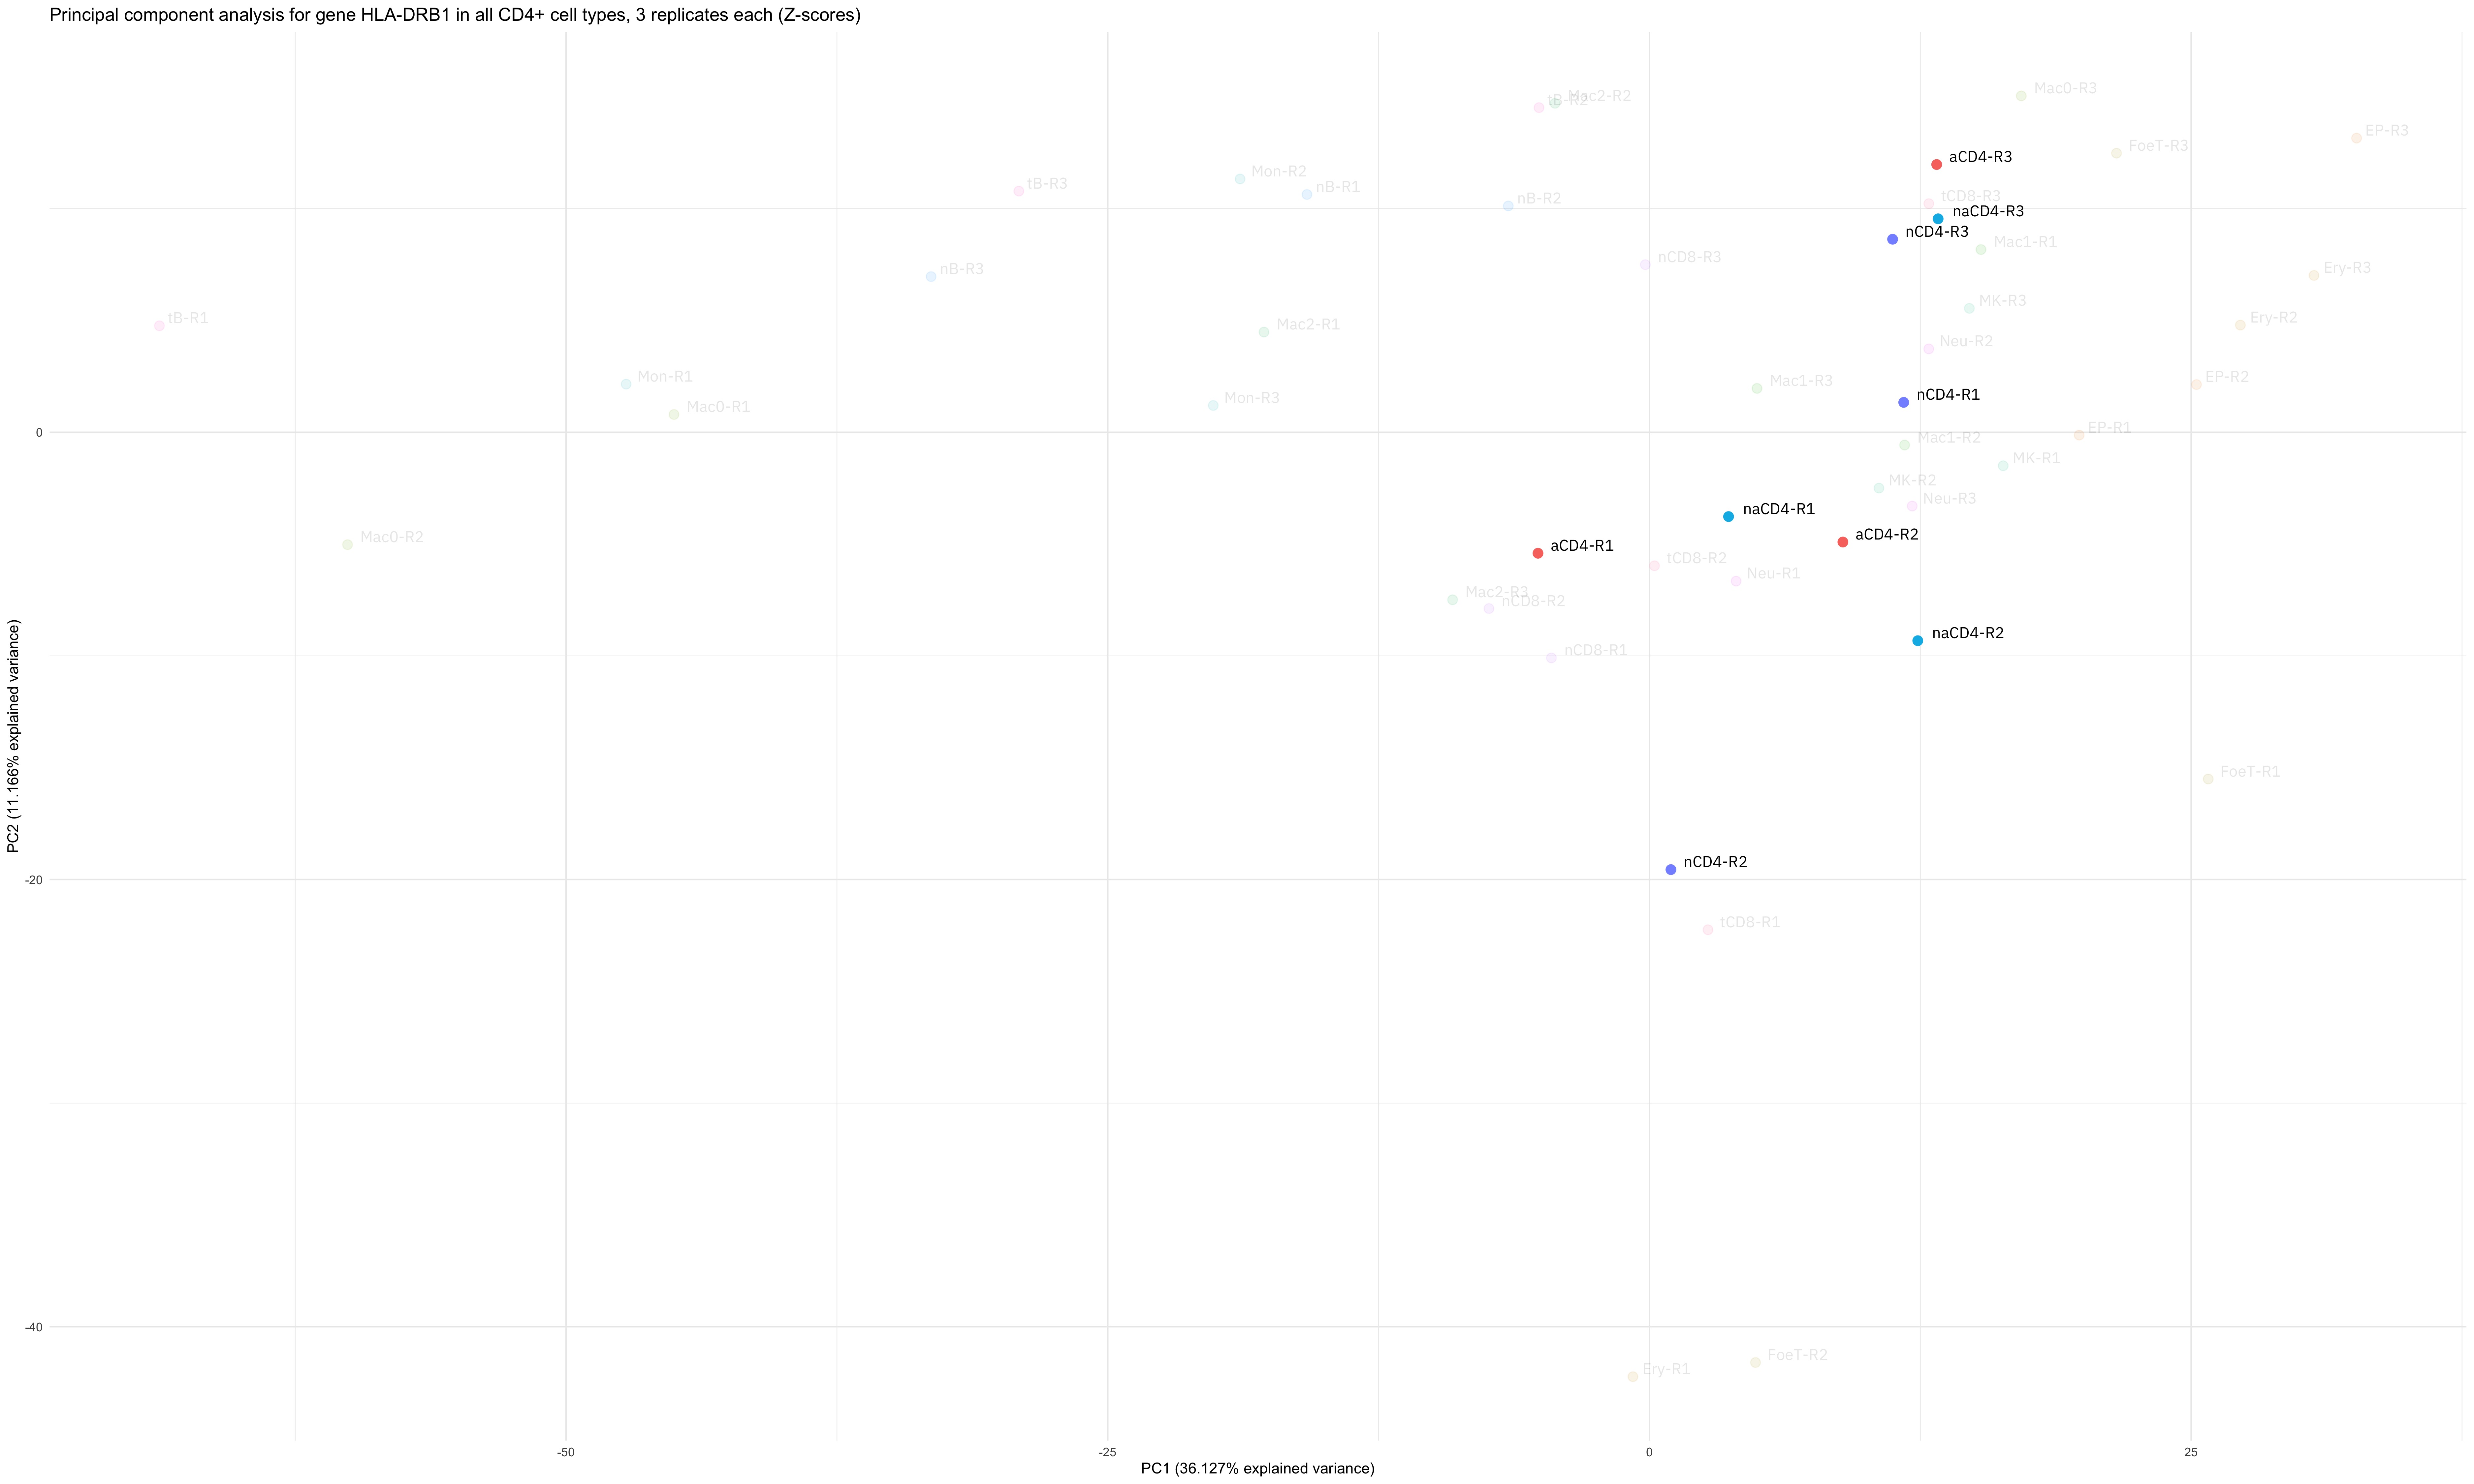 Principal component analysis for gene HLA-DRB1 in all CD4+ cell types, 3 replicates each (Z-scores)
Mac0-R3
tB-R2
Mac2-R2
EP-R3
FoeT-R3
aCD4-R3
Mon-R2
tB-R3
nB-R1
nB-R2
tCD8-R3
naCD4-R3
nCD4-R3
Mac1-R1
nCD8-R3
nB-R3
Ery-R3
MK-R3
tB-R1
Mac2-R1
Ery-R2
Neu-R2
Mon-R1
Mac1-R3
EP-R2
nCD4-R1
Mon-R3
Mac0-R1
EP-R1
0
Mac1-R2
MK-R1
MK-R2
Neu-R3
naCD4-R1
aCD4-R2
Mac0-R2
aCD4-R1
tCD8-R2
Neu-R1
Mac2-R3
nCD8-R2
naCD4-R2
nCD8-R1
PC2 (11.166% explained variance)
FoeT-R1
nCD4-R2
-20
tCD8-R1
-40
FoeT-R2
Ery-R1
-50
-25
0
25
PC1 (36.127% explained variance)